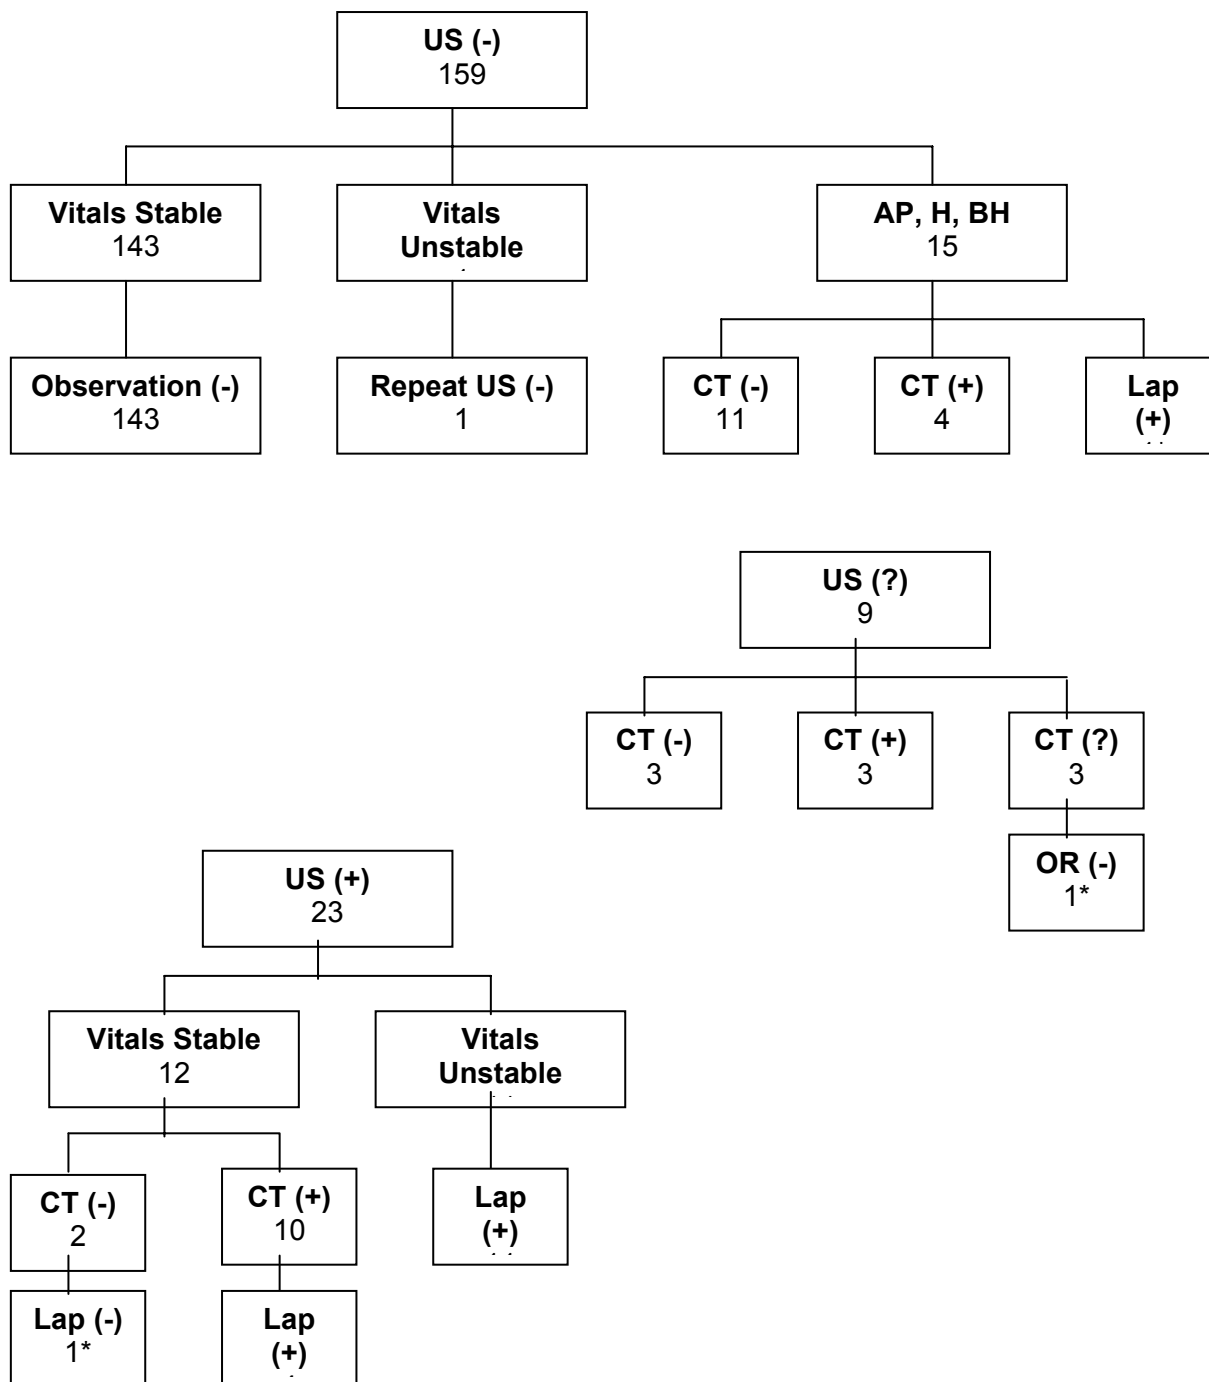 US (-)
159
Vitals Stable
143
Vitals
Unstable
AP, H, BH
15
Observation (-)
143
Repeat US (-)
1
CT (-)
11
CT (+)
4
Lap
(+)
US (?)
9
CT (-)
3
CT (+)
3
CT (?)
3
OR (-)
1*
US (+)
23
Vitals Stable
12
Vitals
Unstable
CT (-)
2
CT (+)
10
Lap
(+)
Lap (-)
1*
Lap
(+)